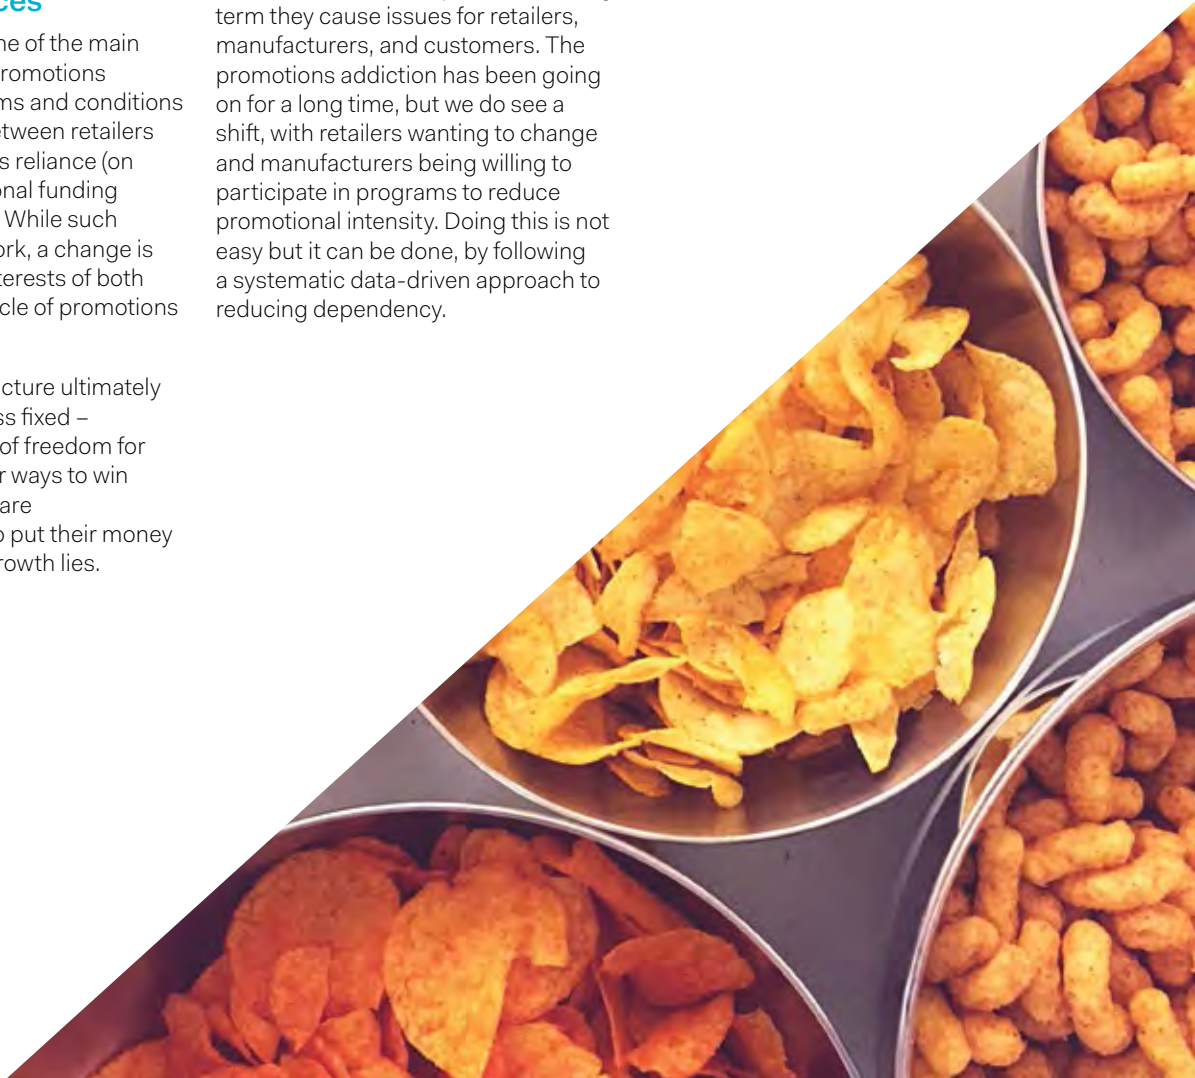 ces
ne of the main
romotions
ms and conditions
etween retailers
s reliance (on
onal funding
While such
ork, a change is
terests of both
cle of promotions
cture ultimately
ss fixed –
of freedom for
r ways to win
are
o put their money
rowth lies.
term they cause issues for retailers,
manufacturers, and customers. The
promotions addiction has been going
on for a long time, but we do see a
shift, with retailers wanting to change
and manufacturers being willing to
participate in programs to reduce
promotional intensity. Doing this is not
easy but it can be done, by following
a systematic data-driven approach to
reducing dependency.